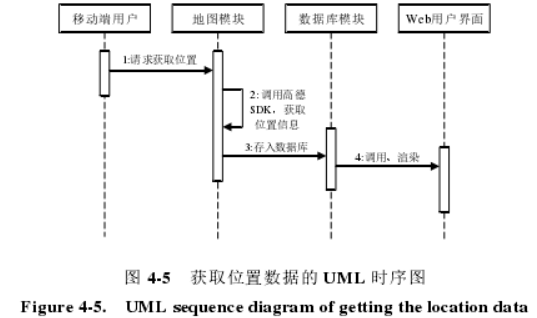 移动端用户
地图模块
数据库模块
Web用户界面
1:请求获取位置
2:调用高德
SDK，获取
位置信息
3:存入数据库
4:调用、渲染
图 4-5 获取位置数据的 UML 时序图
Figure 4-5. UML sequence diagram of getting the location data